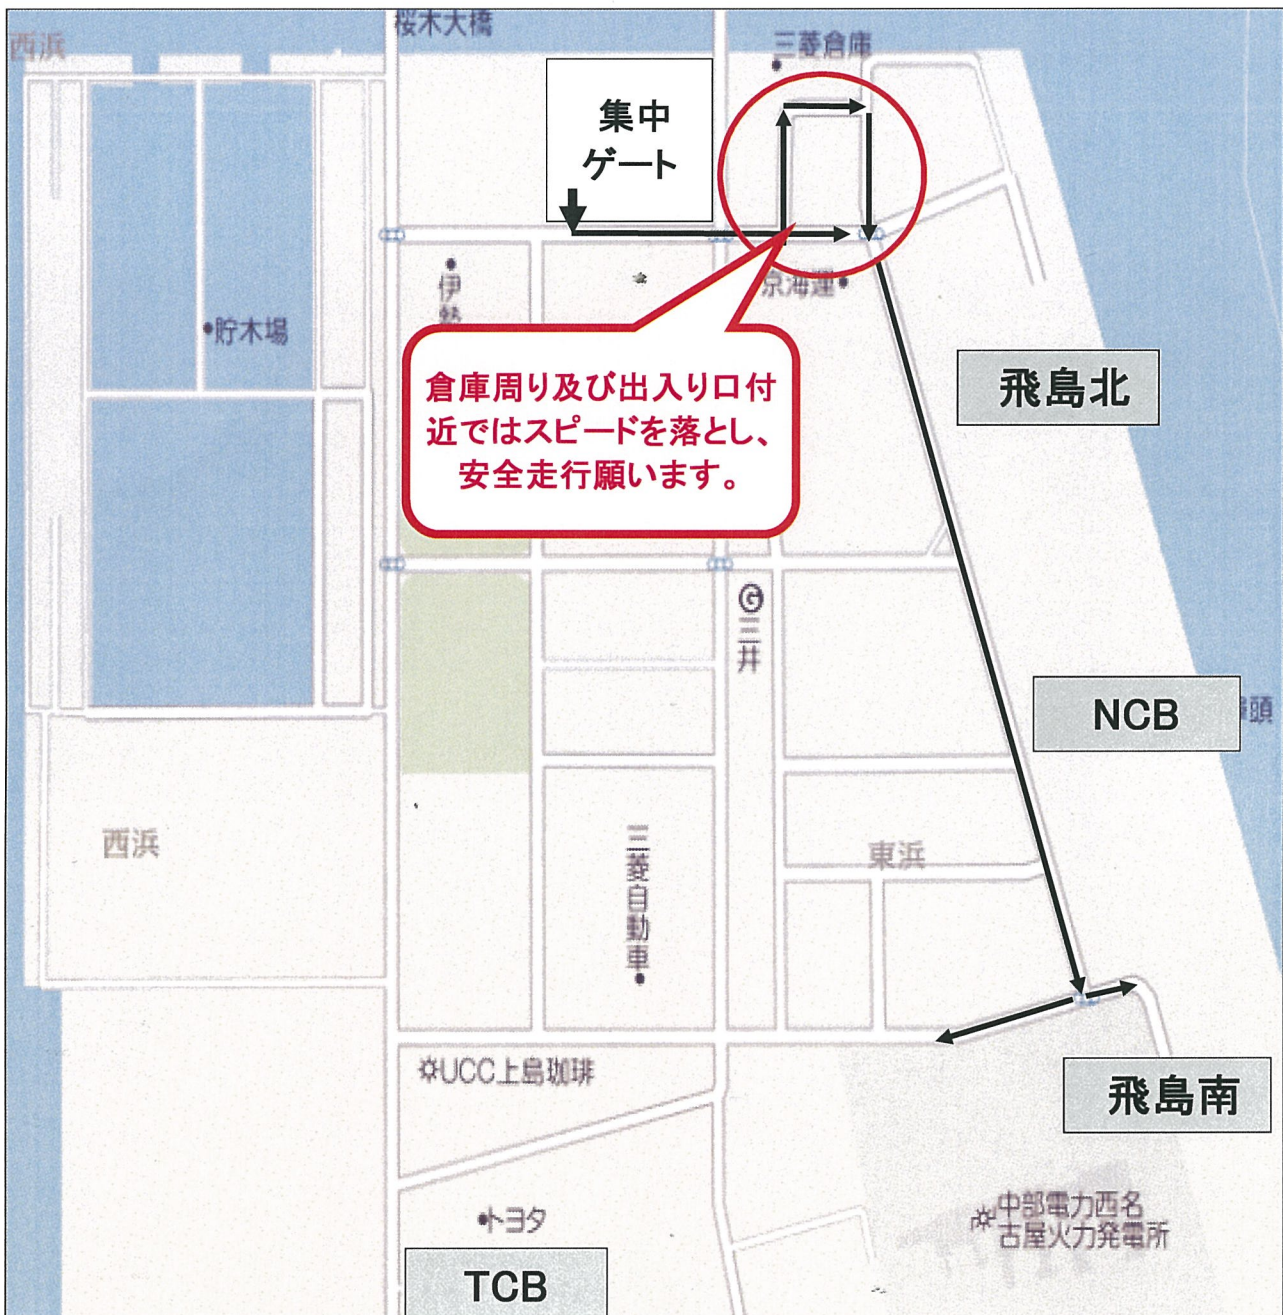 桜木大橋
西浜
三菱倉庫
集中
ゲート
伊勢
京海運
貯木場
倉庫周り及び出入り口付
近ではスピードを落とし、
安全走行願います。
飛島北
三井
NCB
頭
西浜
三菱自動車
東浜
UCC上島珈琲
飛島南
トヨタ
中部電力西名
古屋火力発電所
TCB